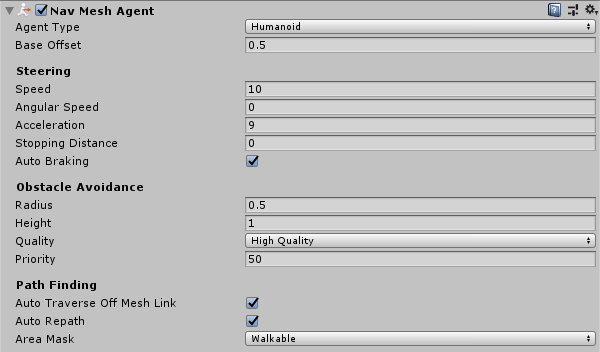 Nav Mesh Agent
Agent Type Humanoid
Base Offset 0.5
Steering
Speed 10
Angular Speed 0
Acceleration 9
Stopping Distance 0
Auto Braking
Obstacle Avoidance
Radius 0.5
Height 1
Quality High Quality
Priority 50
Path Finding
Auto Traverse Off Mesh Link
Auto Repath
Area Mask Walkable